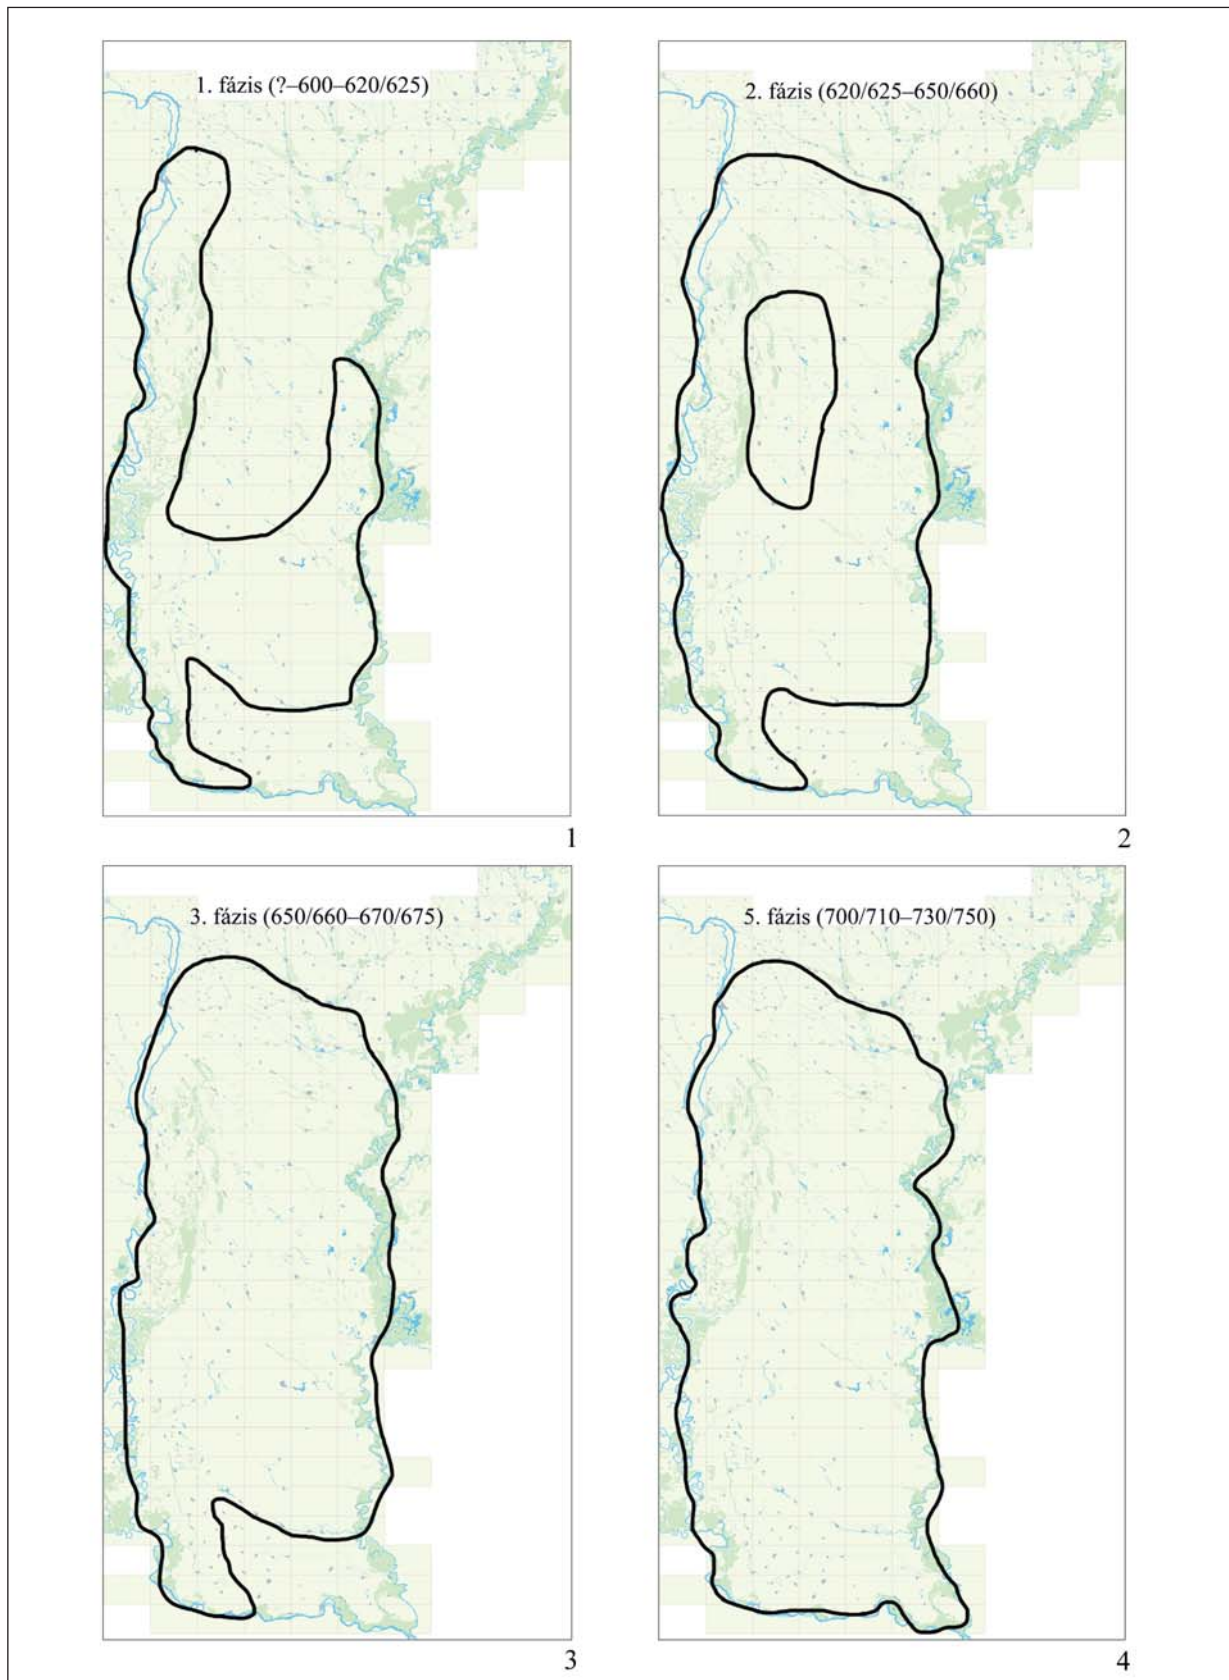 1. fázis (?–600–620/625)
2. fázis (620/625–650/660)
1
2
3. fázis (650/660–670/675)
5. fázis (700/710–730/750)
3
4